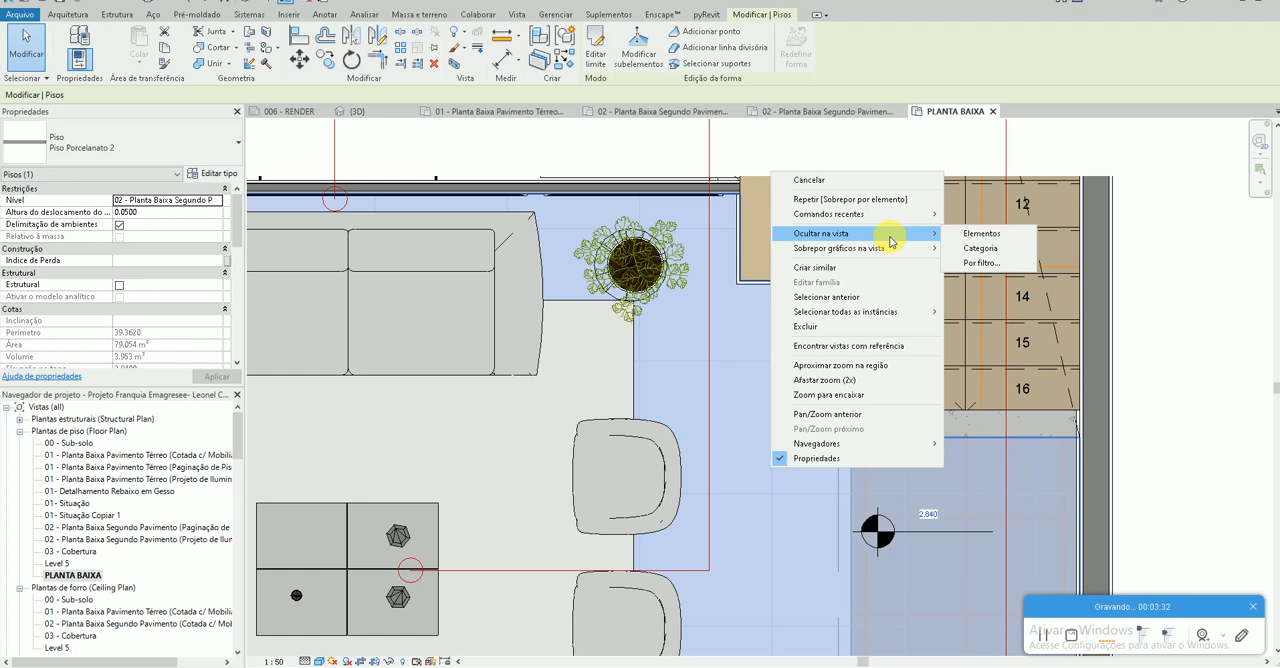 Arquivo Arquitetura Estrutura Aço Pré-moldado Sistemas Inserir Anotar Analisar Massa e terreno Colaborar Vista Gerenciar Suplementos Enscape™ pyRevit Modificar | Pisos
Modificar
Selecionar
Propriedades
Colar
Área de transferência
Junta
Cortar
Unir
Geometria
Modificar
Vista
Medir
Criar
Editar limite
Modo
Modificar subelementos
Adicionar ponto
Adicionar linha divisória
Selecionar suportes
Redefinir forma
Edição da forma
Modificar | Pisos
Propriedades
006 - RENDER
{3D}
01 - Planta Baixa Pavimento Térreo...
02 - Planta Baixa Segundo Pavimen...
02 - Planta Baixa Segundo Pavimen...
PLANTA BAIXA
Piso
Piso Porcelanato 2
Pisos (1)
Editar tipo
Restrições
Nível 02 - Planta Baixa Segundo P
Altura do deslocamento do ... 0.0500
Delimitação de ambientes
Relativo à massa
Construção
Indice de Perda
Estrutural
Estrutural
Ativar o modelo analítico
Cotas
Inclinação
Perímetro 39.3620
Área 79.054 m²
Volume 3.953 m³
Ajuda de propriedades
Aplicar
Navegador de projeto - Projeto Franquia Emagresee- Leonel C...
Vistas (all)
Plantas estruturais (Structural Plan)
Plantas de piso (Floor Plan)
00 - Sub-solo
01 - Planta Baixa Pavimento Térreo (Cotada c/ Mobili
01 - Planta Baixa Pavimento Térreo (Paginação de Pis
01 - Planta Baixa Pavimento Térreo (Projeto de Ilumin
01- Detalhamento Rebaixo em Gesso
01- Situação
01- Situação Copiar 1
02 - Planta Baixa Segundo Pavimento (Paginação de
02 - Planta Baixa Segundo Pavimento (Projeto de Ilum
03 - Cobertura
Level 5
PLANTA BAIXA
Plantas de forro (Ceiling Plan)
00 - Sub-solo
01 - Planta Baixa Pavimento Térreo (Cotada c/ Mobili
02 - Planta Baixa Segundo Pavimento (Cotada c/ Mo
03 - Cobertura
Level 5
Cancelar
Repetir [Sobrepor por elemento]
Comandos recentes
Ocultar na vista
Sobrepor gráficos na vista
Criar similar
Editar família
Selecionar anterior
Selecionar todas as instâncias
Excluir
Encontrar vistas com referência
Aproximar zoom na região
Afastar zoom (2x)
Zoom para encaixar
Pan/Zoom anterior
Pan/Zoom próximo
Navegadores
Propriedades
Elementos
Categoria
Por filtro...
12
14
15
16
2.840
Gravando... 00:03:32
Ativar o Windows
Acesse Configurações para ativar o Windows.
1 : 50